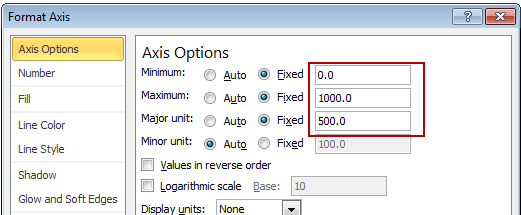 Format Axis
?
Axis Options
Number
Fill
Line Color
Line Style
Shadow
Glow and Soft Edges
Axis Options
Minimum: Auto Fixed 0.0
Maximum: Auto Fixed 1000.0
Major unit: Auto Fixed 500.0
Minor unit: Auto Fixed 100.0
Values in reverse order
Logarithmic scale Base: 10
Display units: None